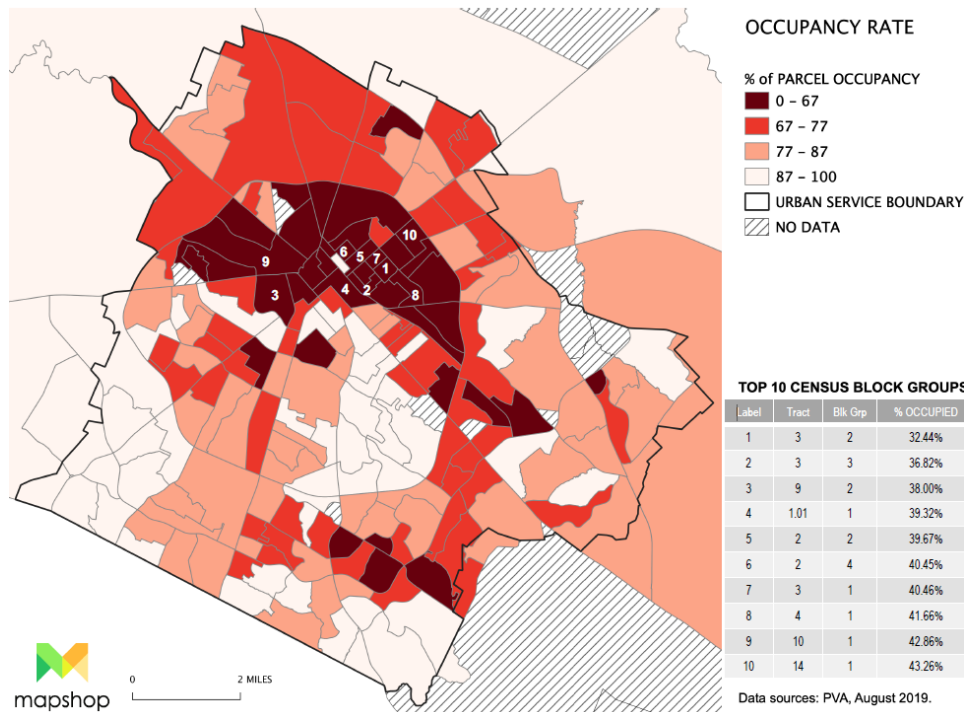 OCCUPANCY RATE
% of PARCEL OCCUPANCY
0 – 67
67 – 77
77 – 87
87 – 100
URBAN SERVICE BOUNDARY
NO DATA
10
6 5 7
9 1
3 4 2 8
TOP 10 CENSUS BLOCK GROUPS
Label Tract Blk Grp % OCCUPIED
1 3 2 32.44%
2 3 3 36.82%
3 9 2 38.00%
4 1.01 1 39.32%
5 2 2 39.67%
6 2 4 40.45%
7 3 1 40.46%
8 4 1 41.66%
9 10 1 42.86%
10 14 1 43.26%
Data sources: PVA, August 2019.
mapshop
0 2 MILES